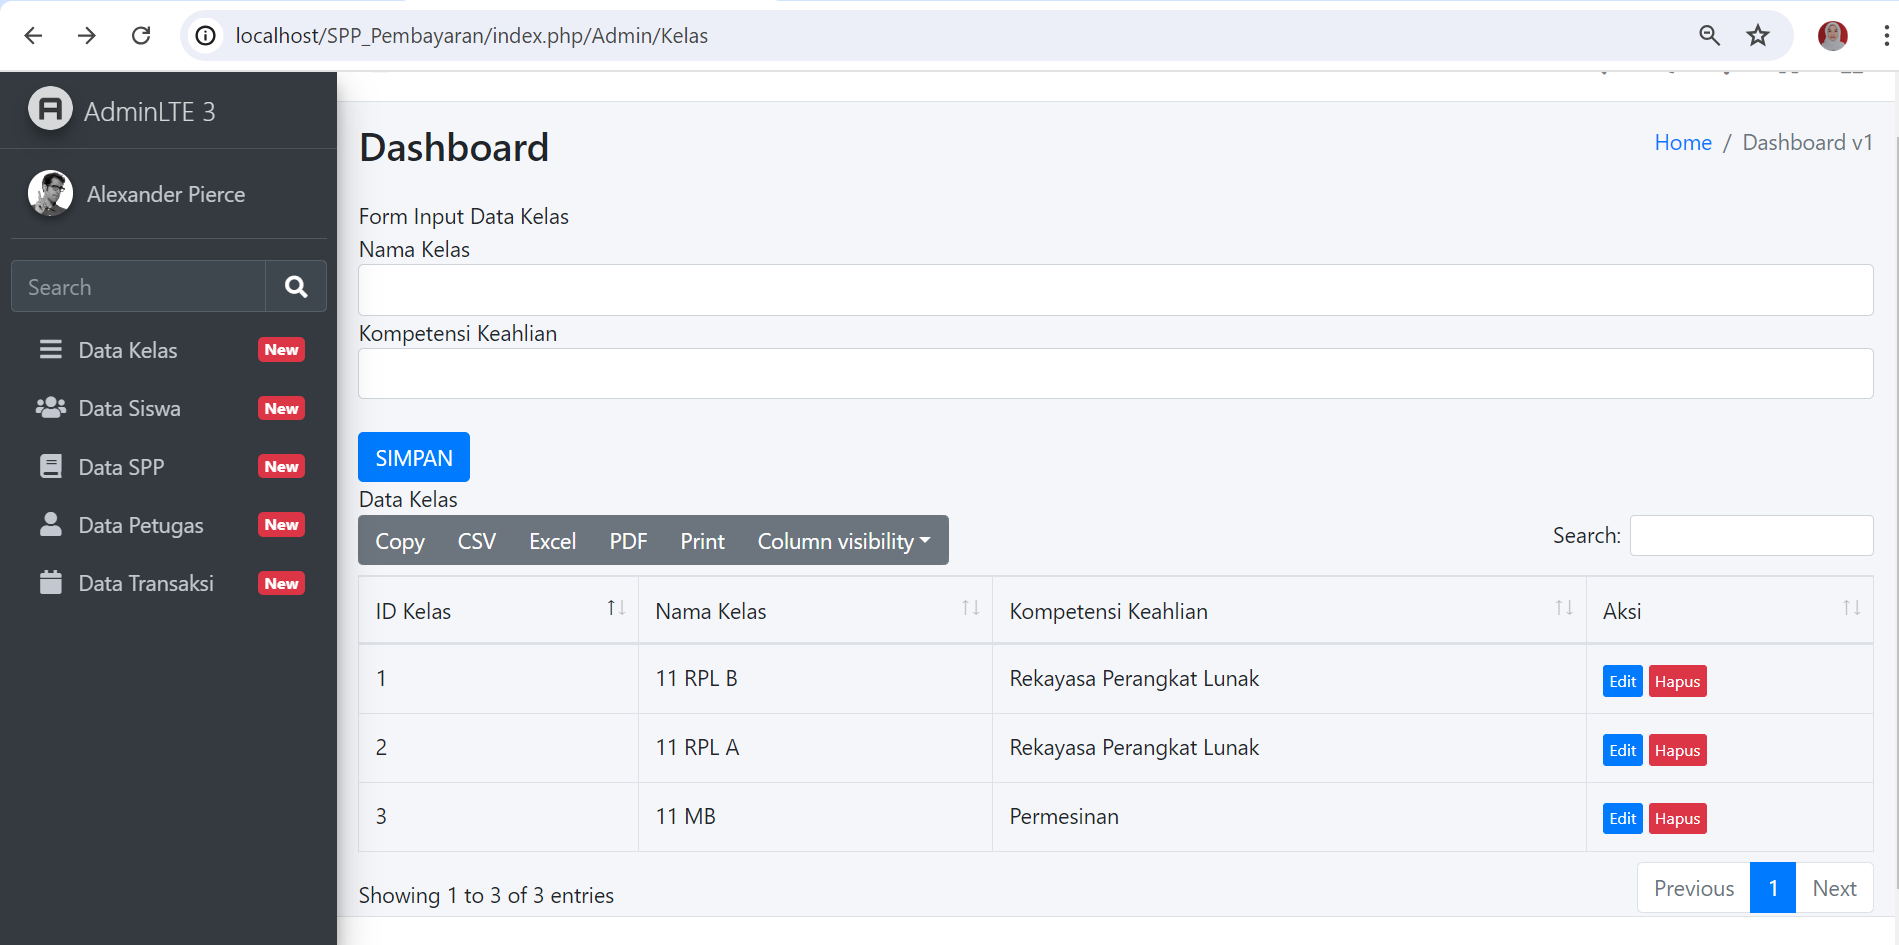 localhost/SPP_Pembayaran/index.php/Admin/Kelas
AdminLTE 3
Alexander Pierce
Search
Data Kelas New
Data Siswa New
Data SPP New
Data Petugas New
Data Transaksi New
Dashboard
Home / Dashboard v1
Form Input Data Kelas
Nama Kelas
Kompetensi Keahlian
SIMPAN
Data Kelas
Copy CSV Excel PDF Print Column visibility
Search:
ID Kelas Nama Kelas Kompetensi Keahlian Aksi
1 11 RPL B Rekayasa Perangkat Lunak Edit Hapus
2 11 RPL A Rekayasa Perangkat Lunak Edit Hapus
3 11 MB Permesinan Edit Hapus
Showing 1 to 3 of 3 entries
Previous 1 Next